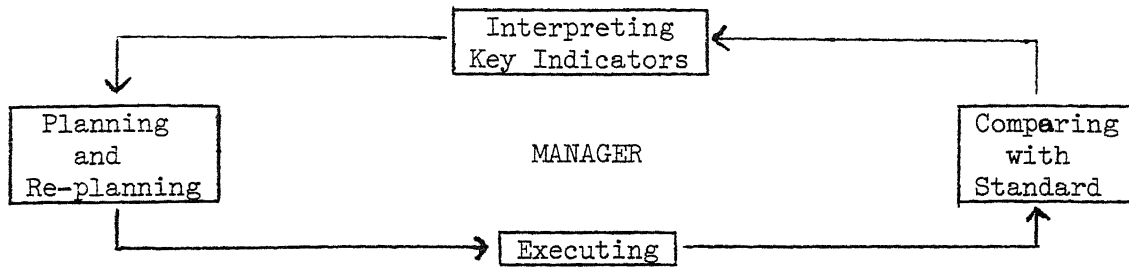 Interpreting
Key Indicators
Planning
and
Re-planning
MANAGER
Comparing
with
Standard
Executing